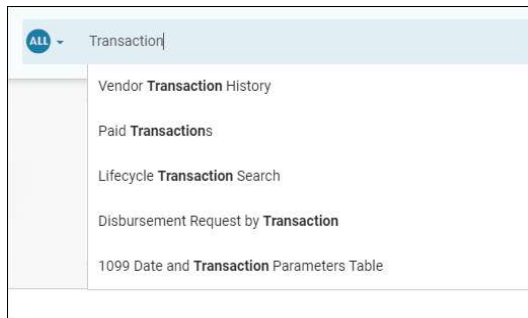 ALL Transaction
Vendor Transaction History
Paid Transactions
Lifecycle Transaction Search
Disbursement Request by Transaction
1099 Date and Transaction Parameters Table